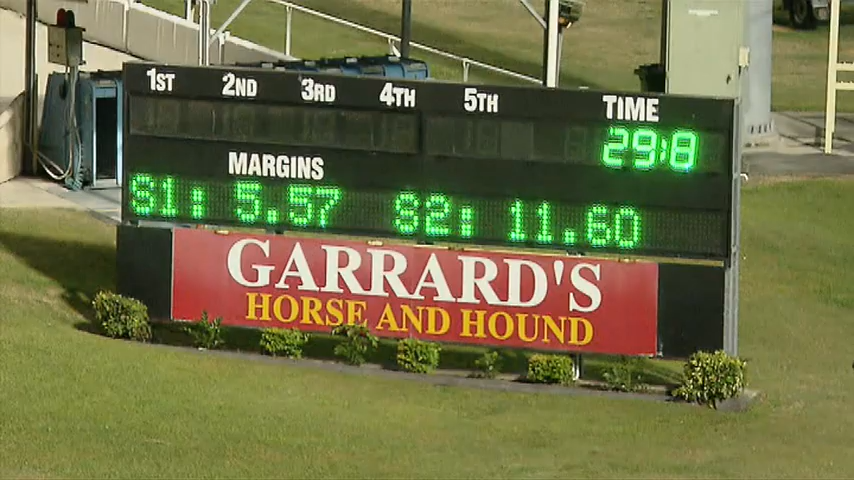 1ST 2ND 3RD 4TH 5TH TIME
29:8
MARGINS
S1: 5.57 S2: 11.60
GARRARD'S
HORSE AND HOUND